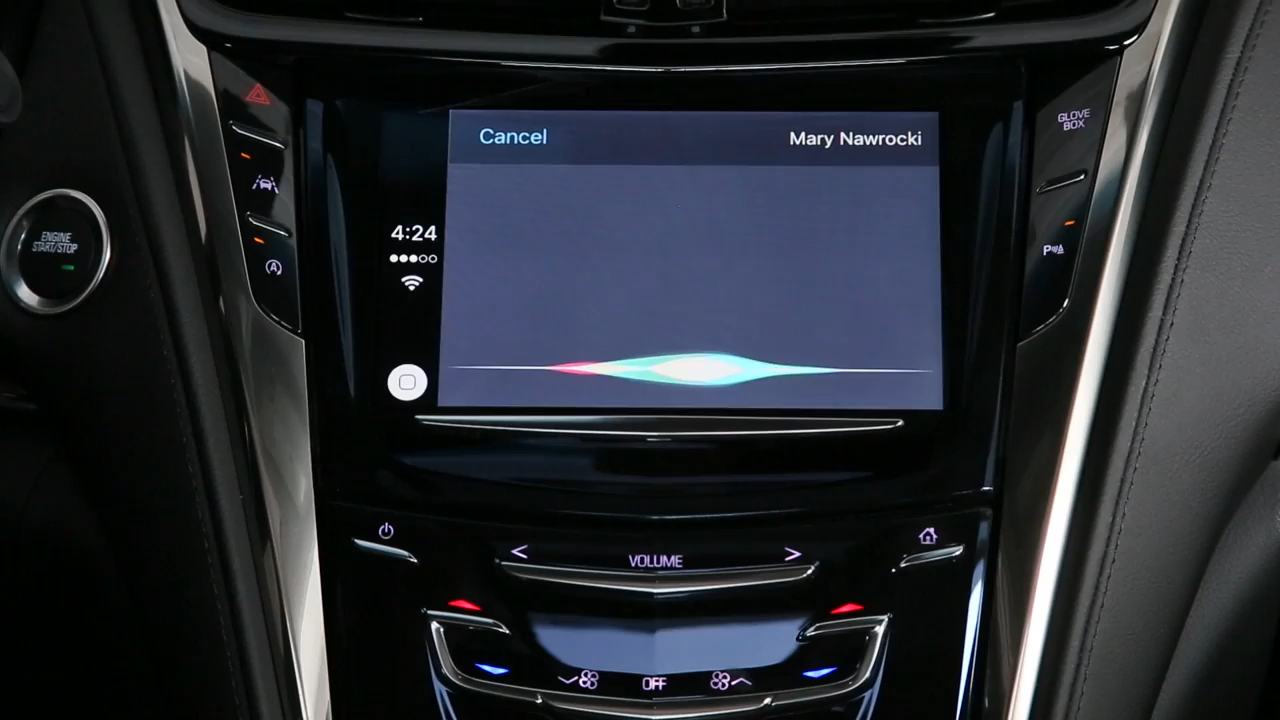 Cancel
Mary Nawrocki
GLOVE
BOX
4:24
ENGINE
START/STOP
A
P
VOLUME
OFF